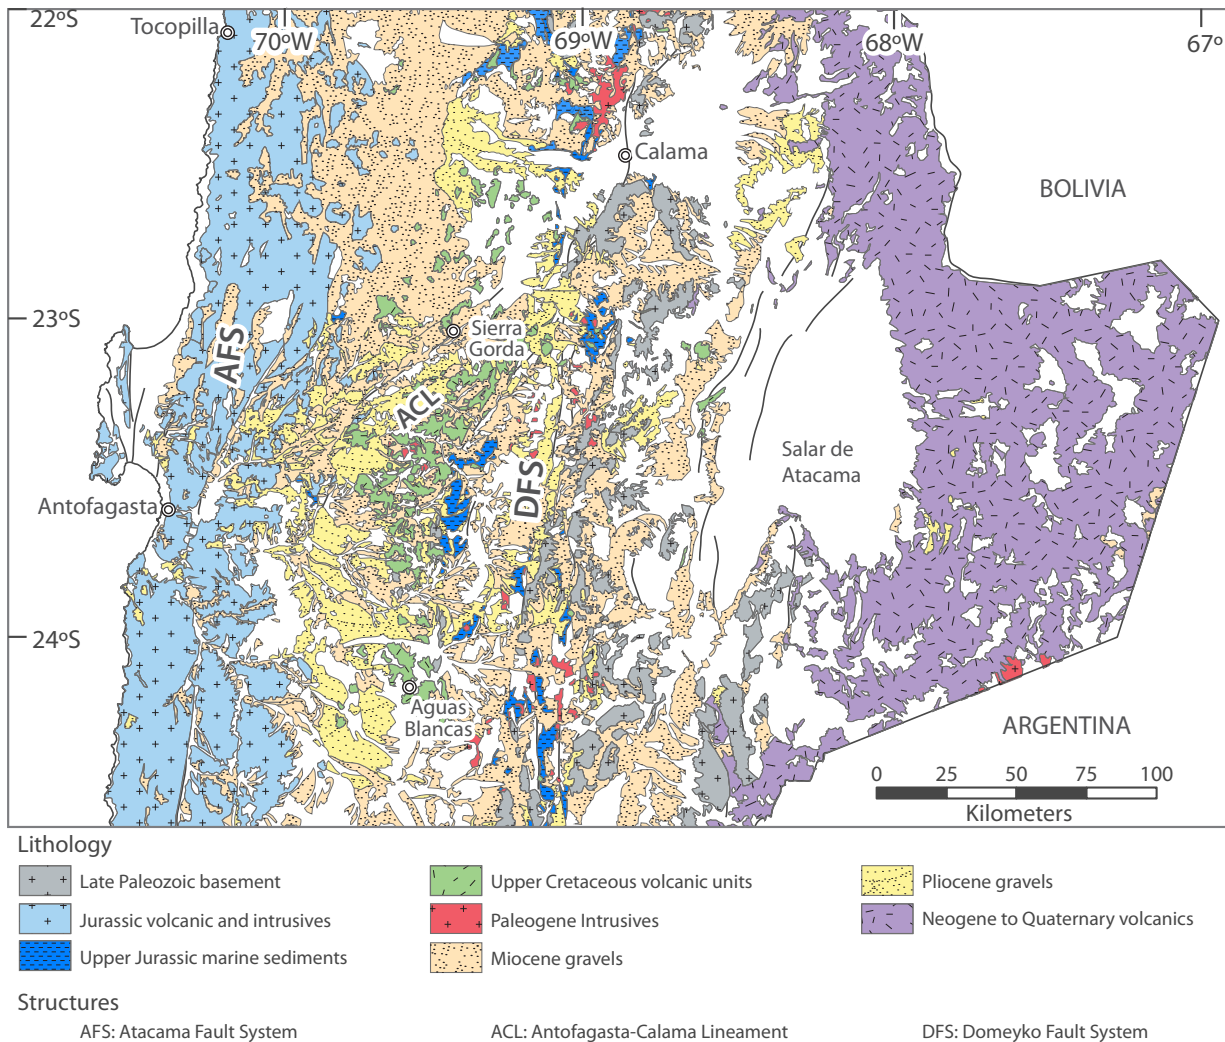 22ºS
Tocopilla
70ºW
69ºW
68ºW
67º
Calama
BOLIVIA
23ºS
AFS
Sierra
Gorda
ACL
Salar de
Atacama
DFS
Antofagasta
24ºS
Aguas
Blancas
ARGENTINA
0 25 50 75 100
Kilometers
Lithology
Late Paleozoic basement
Upper Cretaceous volcanic units
Pliocene gravels
Jurassic volcanic and intrusives
Paleogene Intrusives
Neogene to Quaternary volcanics
Upper Jurassic marine sediments
Miocene gravels
Structures
AFS: Atacama Fault System
ACL: Antofagasta-Calama Lineament
DFS: Domeyko Fault System